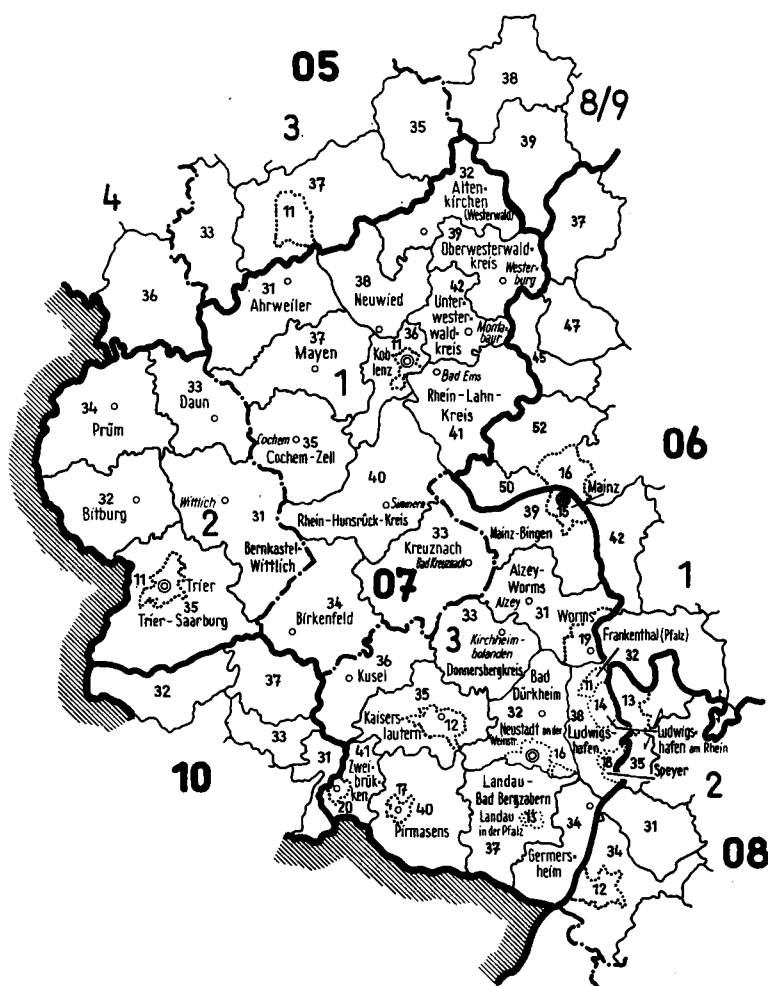 05
38
8/9
3
35
39
32
Alten-
kirchen
(Westerwald)
37
11
4
33
37
39
Oberwesterwald-
kreis
Wester-
burg
36
31
Ahrweiler
38
Neuwied
42
Unter-
wester-
wald-
kreis
Monta-
baur
47
11
36
Kob-
lenz
37
Mayen
1
45
Bad Ems
Rhein-Lahn-
Kreis
41
33
Daun
34
Prüm
52
06
Cochem
35
Cochem-Zell
40
Simmern
Rhein-Hunsrück-Kreis
16
Mainz
50
15
39
Mainz-Bingen
42
32
Bitburg
Wittlich
2
31
Bernkastel-
Wittlich
33
Kreuznach
Bad Kreuznach
07
Alzey-
Worms
Alzey
31
1
11
Trier
35
Trier-Saarburg
34
Birkenfeld
33
3
Kirchheim-
bolanden
Donnersbergkreis
Worms
19
Frankenthal (Pfalz)
32
36
Kusel
37
32
Bad
Dürkheim
11
13
14
35
Kaisers-
lautern
12
32
Neustadt an der
Weinstr.
16
38
Ludwigs-
hafen
Ludwigs-
hafen am Rhein
33
10
31
41
Zwei-
brük-
ken
20
18
35
Speyer
2
17
40
Pirmasens
Landau-
Bad Bergzabern
Landau
in der Pfalz
13
37
34
Germers-
heim
31
08
34
12